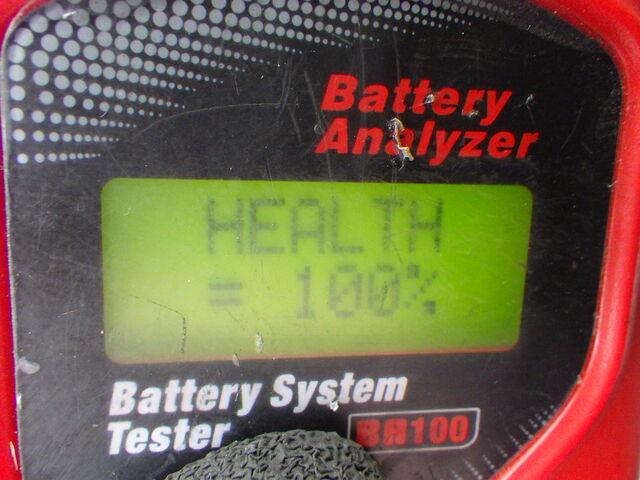 Battery
Analyzer
HEALTH
= 100%
Battery System
Tester
BA100